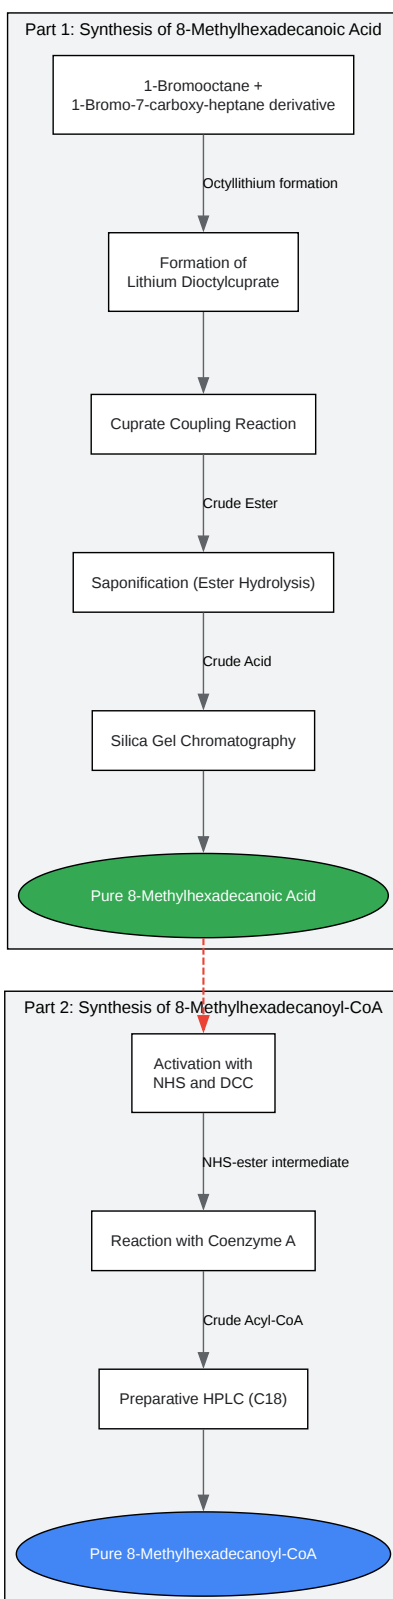 Part 1: Synthesis of 8-Methylhexadecanoic Acid
1-Bromooctane +
1-Bromo-7-carboxy-heptane derivative
Octyllithium formation
Formation of
Lithium Dioctylcuprate
Cuprate Coupling Reaction
Crude Ester
Saponification (Ester Hydrolysis)
Crude Acid
Silica Gel Chromatography
Pure 8-Methylhexadecanoic Acid
Part 2: Synthesis of 8-Methylhexadecanoyl-CoA
Activation with
NHS and DCC
NHS-ester intermediate
Reaction with Coenzyme A
Crude Acyl-CoA
Preparative HPLC (C18)
Pure 8-Methylhexadecanoyl-CoA